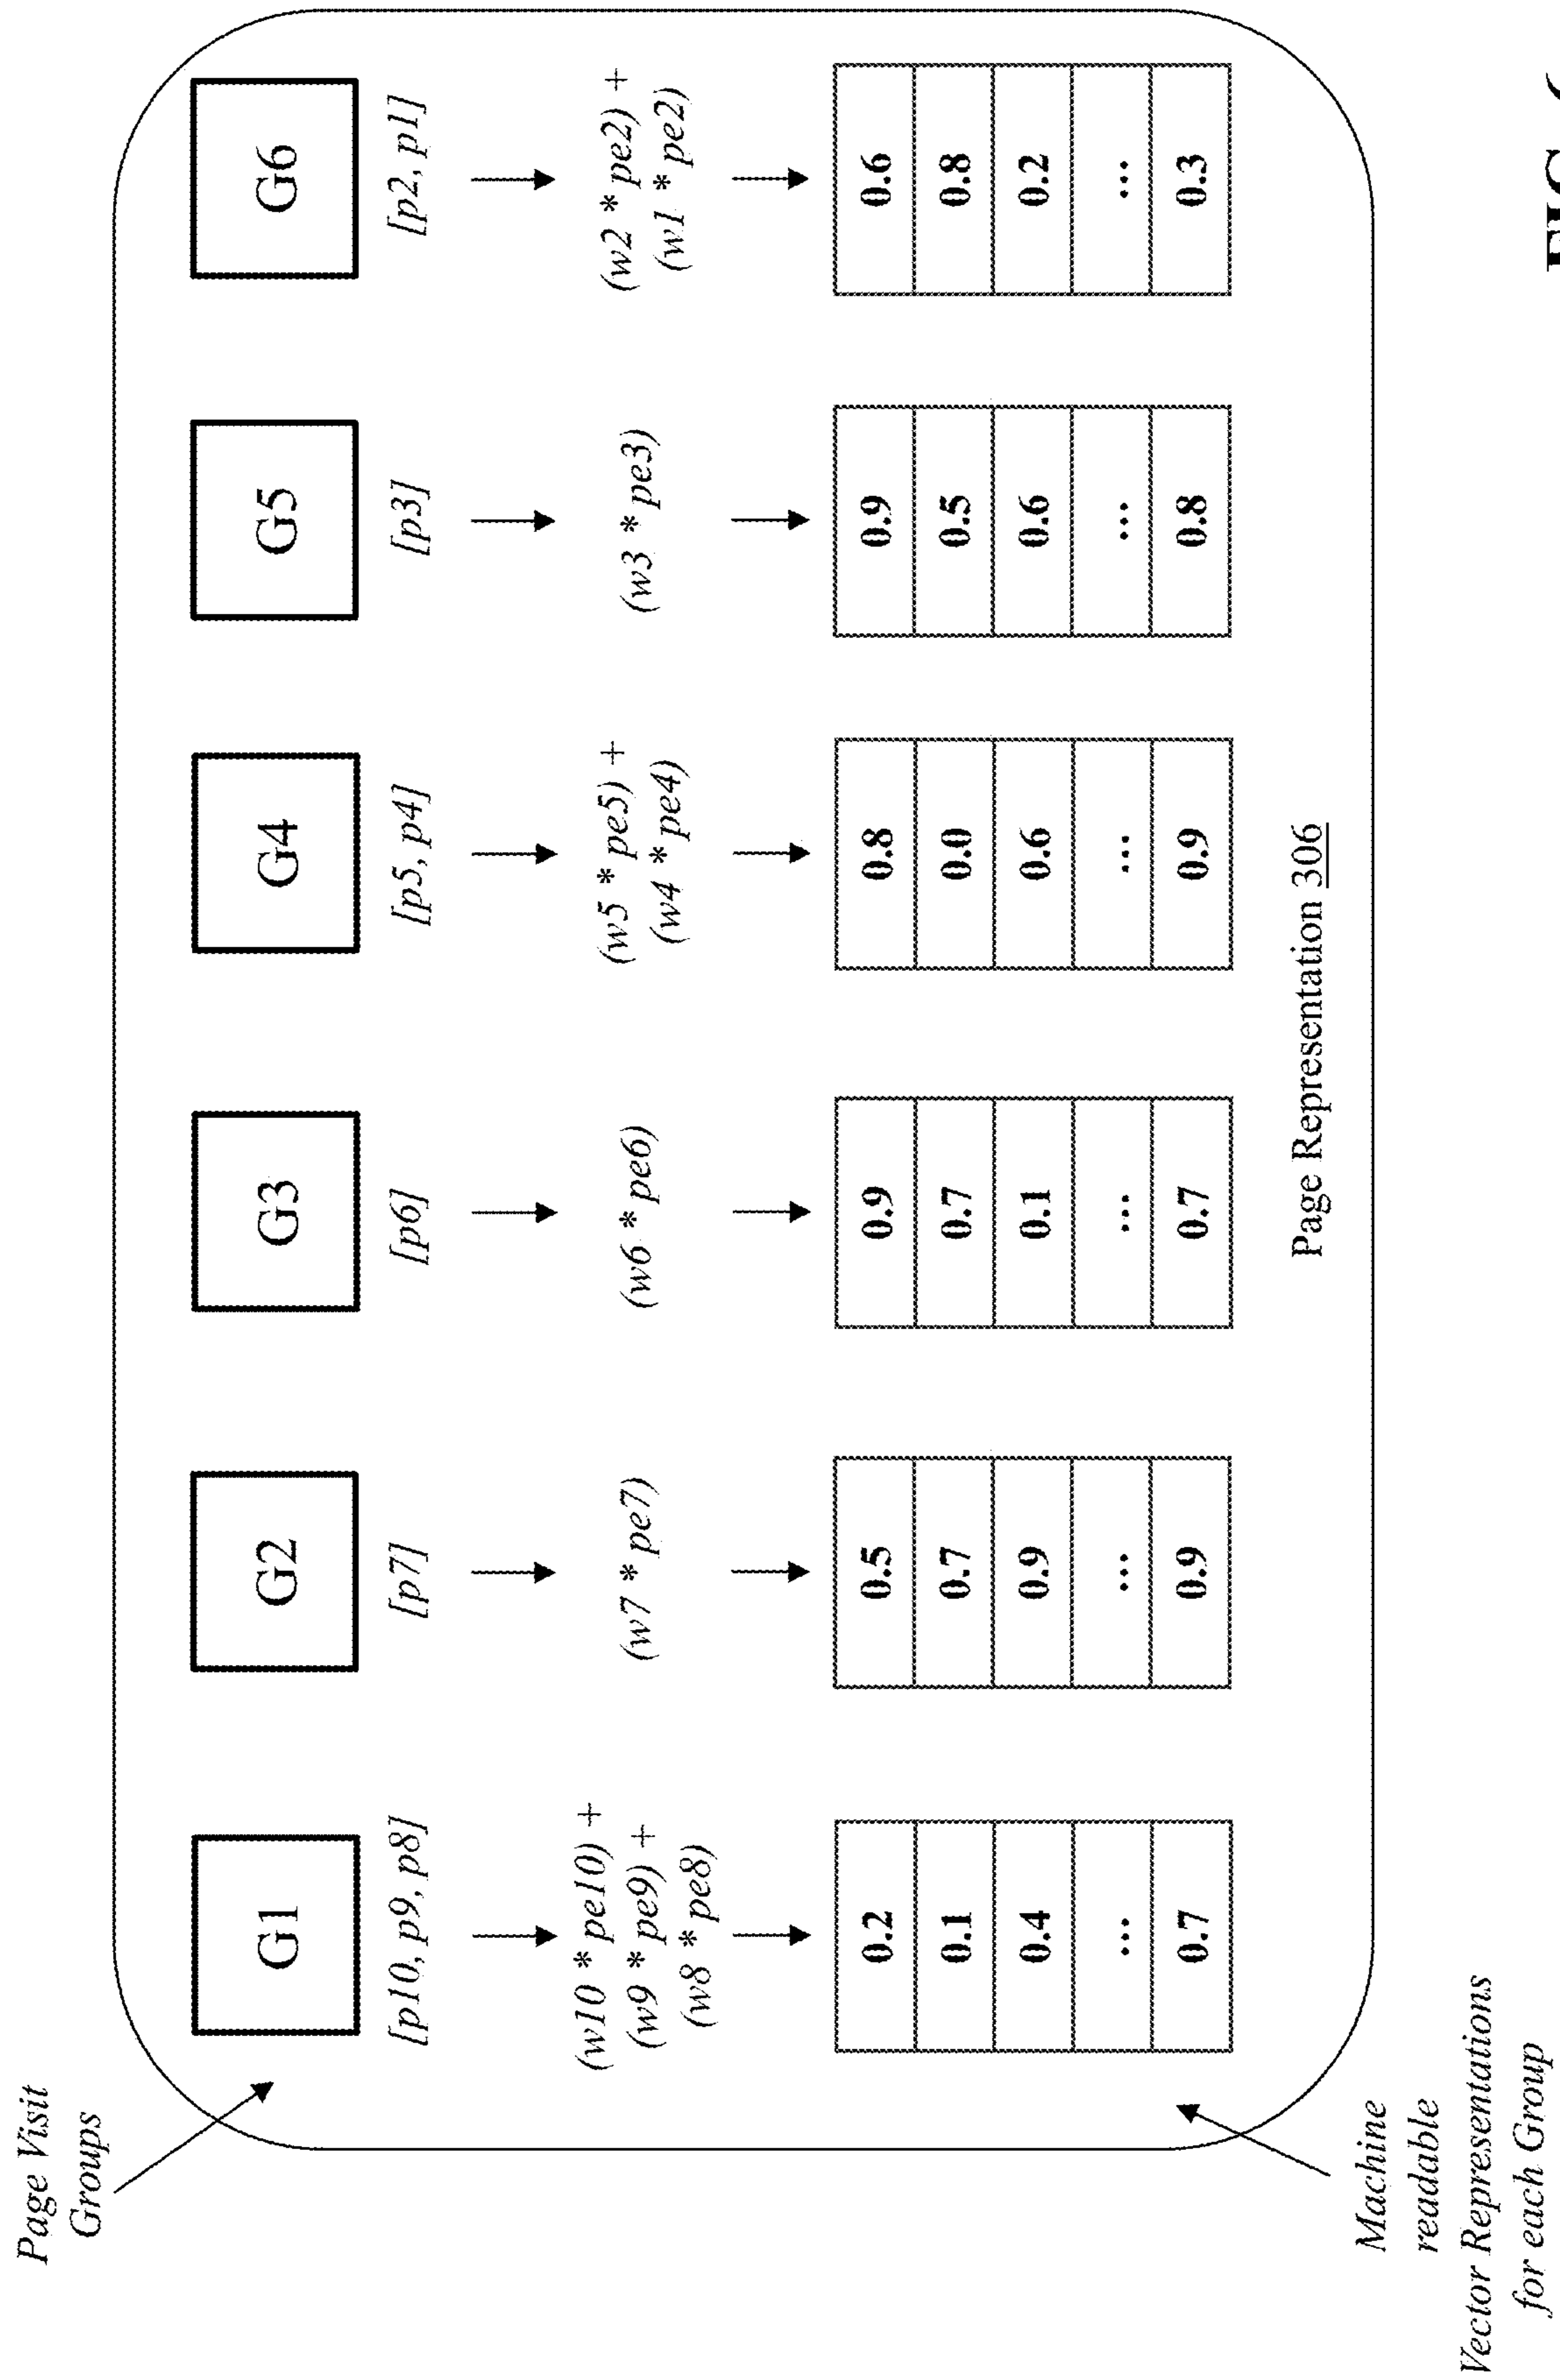 Page Visit
Groups
G1
G2
G3
G4
G5
G6
[p10, p9, p8]
[p7]
[p6]
[p5, p4]
[p3]
[p2, p1]
(w10 * pe10) +
(w9 * pe9) +
(w8 * pe8)
(w7 * pe7)
(w6 * pe6)
(w5 * pe5) +
(w4 * pe4)
(w3 * pe3)
(w2 * pe2) +
(w1 * pe2)
0.2
0.1
0.4
...
0.7
0.5
0.7
0.9
...
0.9
0.9
0.7
0.1
...
0.7
0.8
0.0
0.6
...
0.9
0.9
0.5
0.6
...
0.8
0.6
0.8
0.2
...
0.3
Page Representation 306
Machine
readable
Vector Representations
for each Group